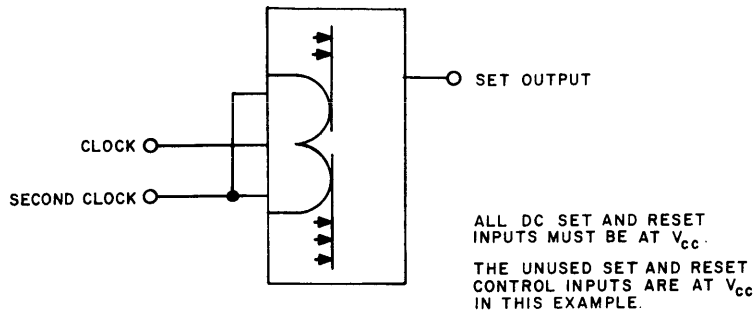 SET OUTPUT
CLOCK
SECOND CLOCK
ALL DC SET AND RESET
INPUTS MUST BE AT Vcc.
THE UNUSED SET AND RESET
CONTROL INPUTS ARE AT Vcc
IN THIS EXAMPLE.